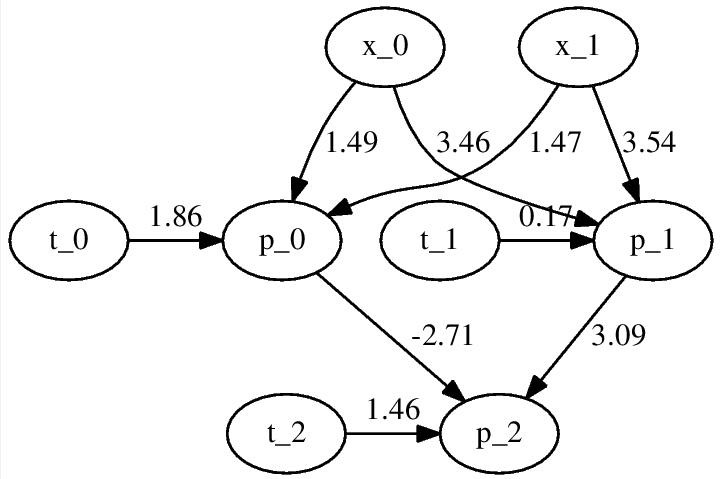 x_0 x_1
1.49 3.46 1.47 3.54
t_0 1.86 p_0 t_1 0.17 p_1
-2.71 3.09
t_2 1.46 p_2